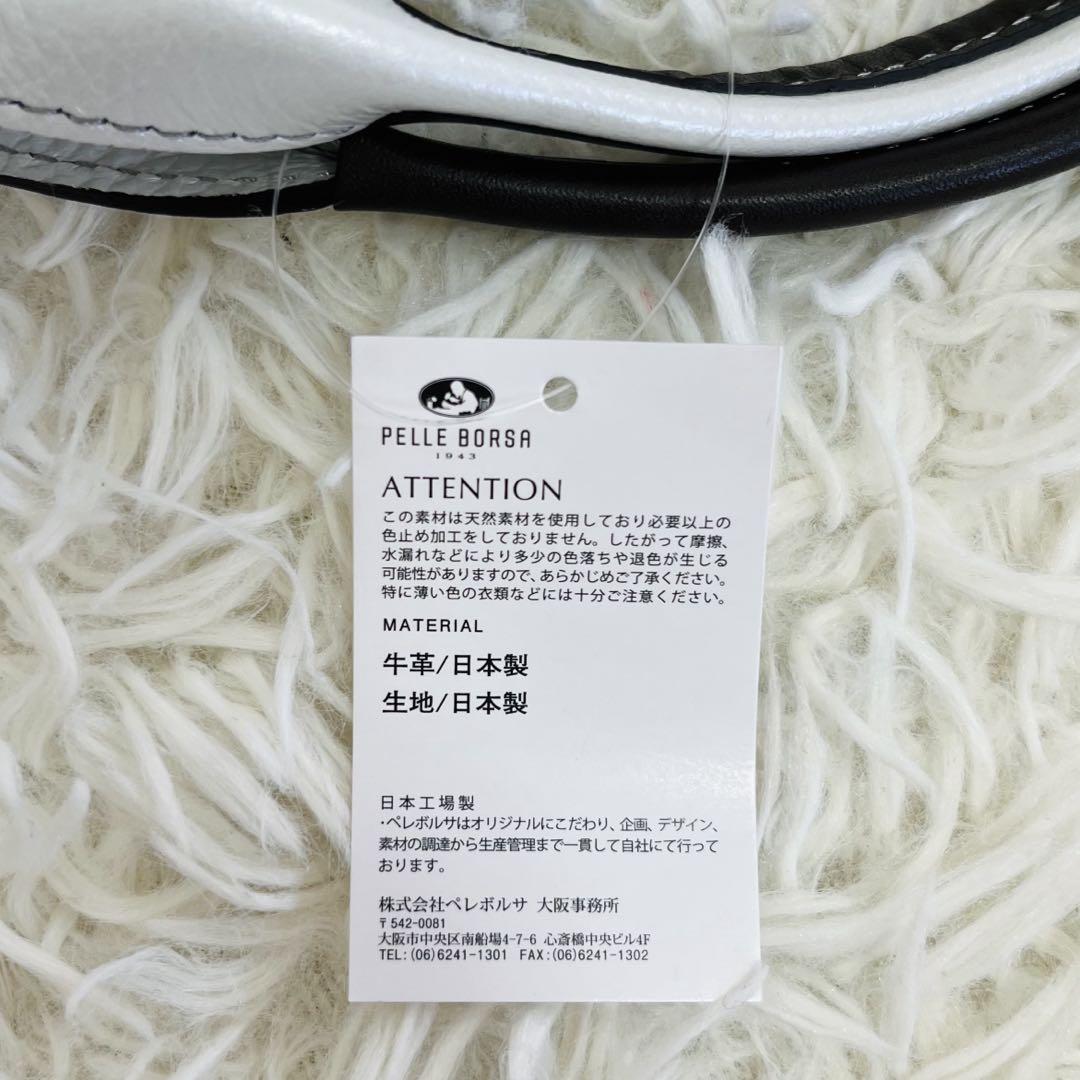 PELLE BORSA
1943
ATTENTION
この素材は天然素材を使用しており必要以上の
色止め加工をしておりません。したがって摩擦、
水漏れなどにより多少の色落ちや退色が生じる
可能性がありますので、あらかじめご了承ください。
特に薄い色の衣類などには十分ご注意ください。
MATERIAL
牛革/日本製
生地/日本製
日本工場製
・ペレボルサはオリジナルにこだわり、企画、デザイン、
素材の調達から生産管理まで一貫して自社にて行って
おります。
株式会社ペレボルサ 大阪事務所
〒542-0081
大阪市中央区南船場4-7-6 心斎橋中央ビル4F
TEL:(06)6241-1301 FAX:(06)6241-1302